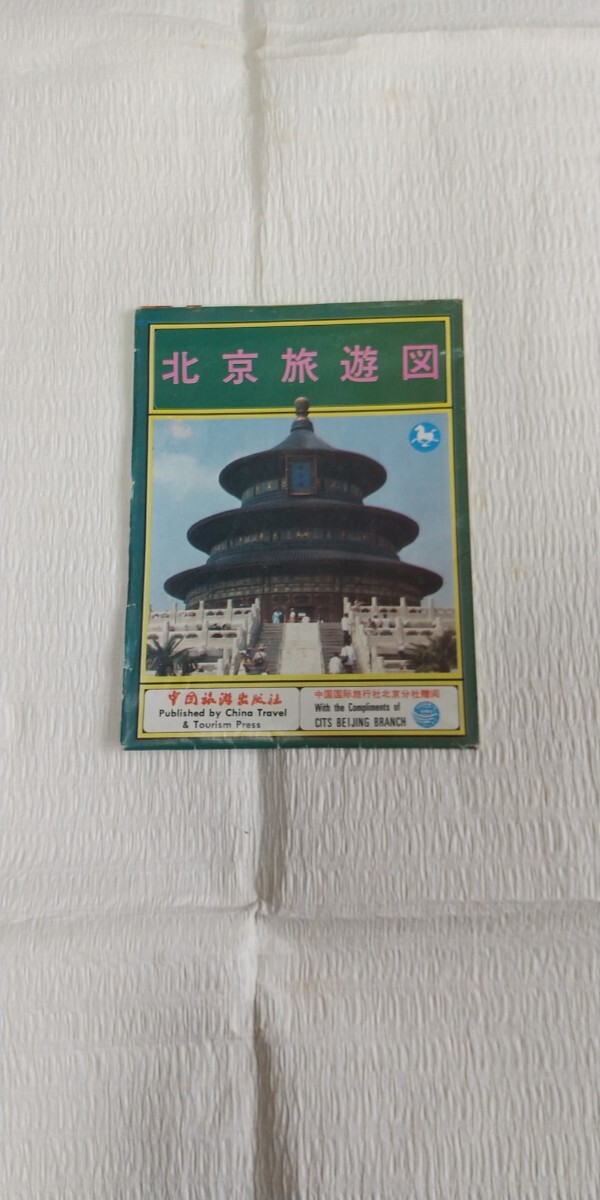 北京旅遊図
中国旅游出版社
Published by China Travel
& Tourism Press
中国国际旅行社北京分社赠阅
With the Compliments of
CITS BEIJING BRANCH